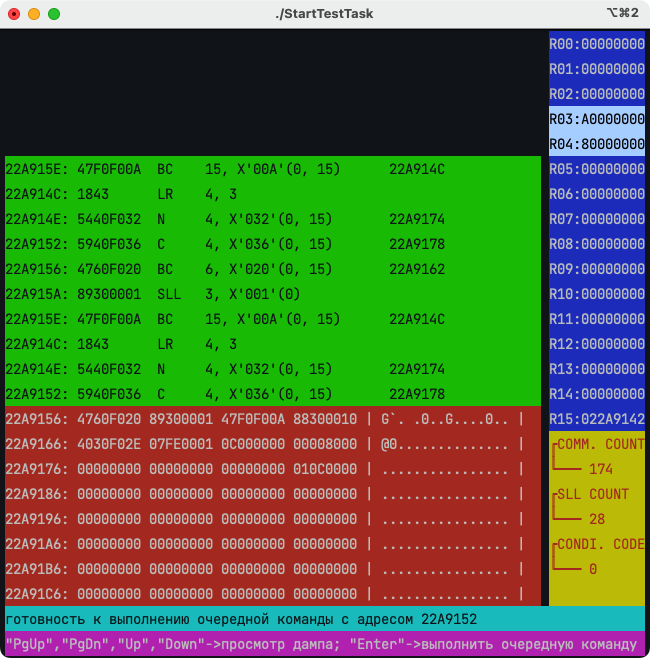 ./StartTestTask
⌥⌘2
22A915E: 47F0F00A BC 15, X'00A'(0, 15) 22A914C
22A914C: 1843 LR 4, 3
22A914E: 5440F032 N 4, X'032'(0, 15) 22A9174
22A9152: 5940F036 C 4, X'036'(0, 15) 22A9178
22A9156: 4760F020 BC 6, X'020'(0, 15) 22A9162
22A915A: 89300001 SLL 3, X'001'(0)
22A915E: 47F0F00A BC 15, X'00A'(0, 15) 22A914C
22A914C: 1843 LR 4, 3
22A914E: 5440F032 N 4, X'032'(0, 15) 22A9174
22A9152: 5940F036 C 4, X'036'(0, 15) 22A9178
22A9156: 4760F020 89300001 47F0F00A 88300010 | G`. .0..G....0.. |
22A9166: 4030F02E 07FE0001 0C000000 00008000 | @0.............. |
22A9176: 00000000 00000000 00000000 010C0000 | ................ |
22A9186: 00000000 00000000 00000000 00000000 | ................ |
22A9196: 00000000 00000000 00000000 00000000 | ................ |
22A91A6: 00000000 00000000 00000000 00000000 | ................ |
22A91B6: 00000000 00000000 00000000 00000000 | ................ |
22A91C6: 00000000 00000000 00000000 00000000 | ................ |
R00:00000000
R01:00000000
R02:00000000
R03:A0000000
R04:80000000
R05:00000000
R06:00000000
R07:00000000
R08:00000000
R09:00000000
R10:00000000
R11:00000000
R12:00000000
R13:00000000
R14:00000000
R15:022A9142
COMM. COUNT
174
SLL COUNT
28
CONDI. CODE
0
готовность к выполнению очередной команды с адресом 22A9152
"PgUp","PgDn","Up","Down"->просмотр дампа; "Enter"->выполнить очередную команду